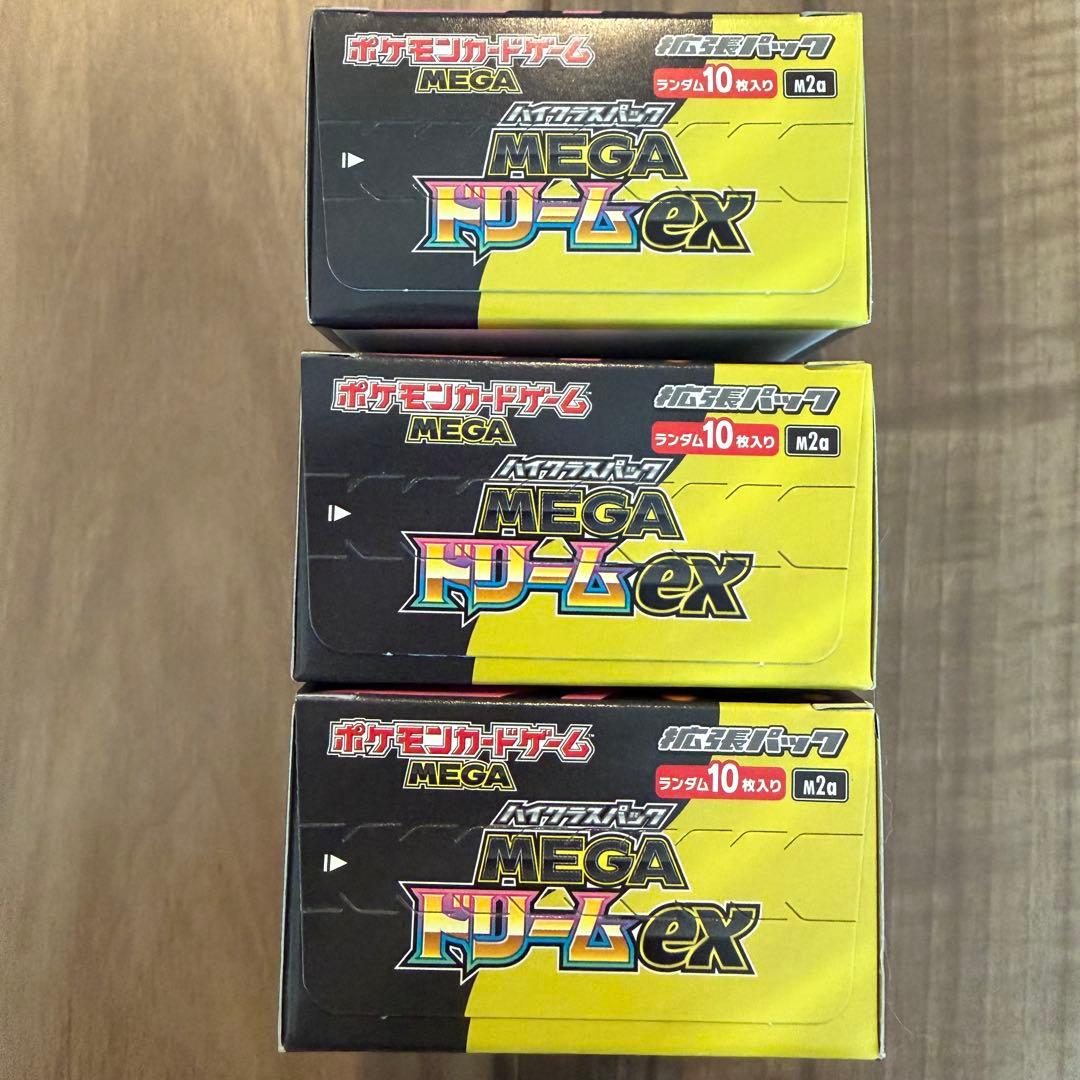 ポケモンカードゲーム
MEGA
拡張パック
ランダム10枚入り M2a
ハイクラスパック
MEGA
ドリームex
ポケモンカードゲーム
MEGA
拡張パック
ランダム10枚入り M2a
ハイクラスパック
MEGA
ドリームex
ポケモンカードゲーム
MEGA
拡張パック
ランダム10枚入り M2a
ハイクラスパック
MEGA
ドリームex